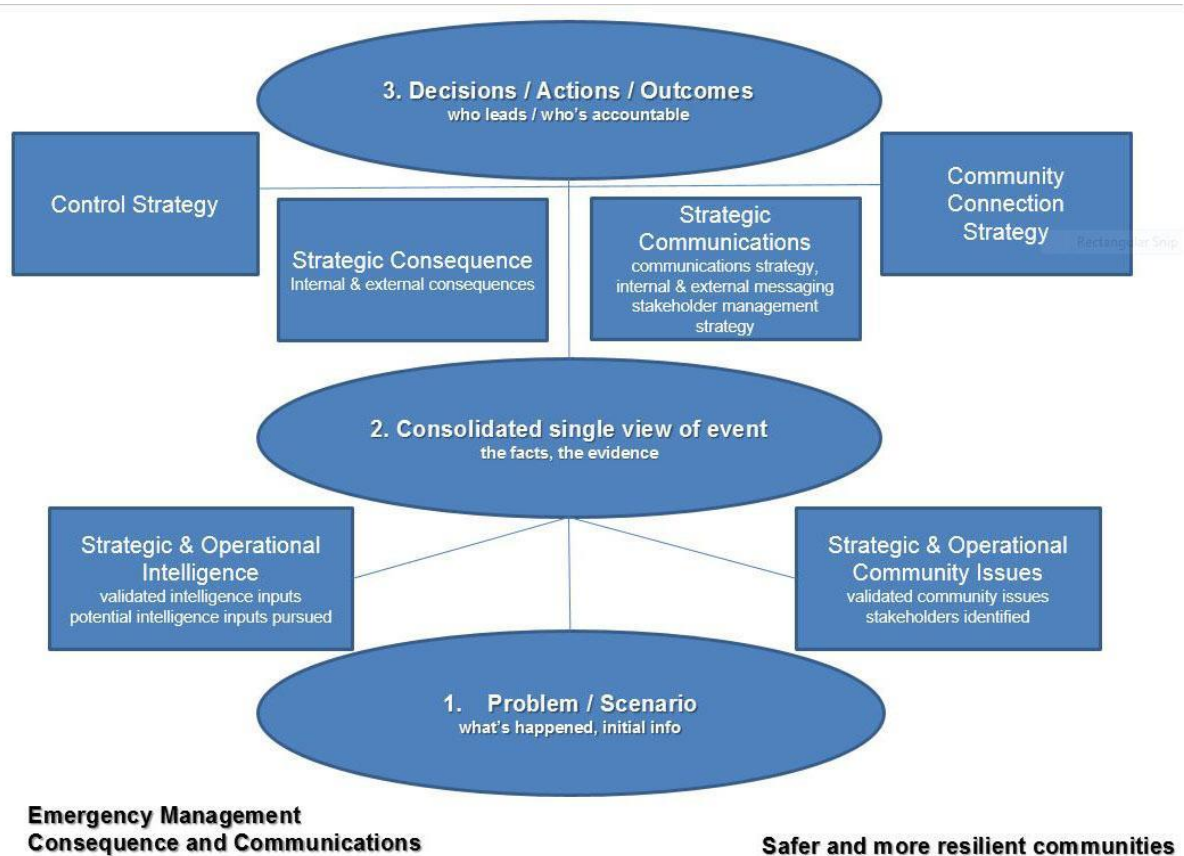 3. Decisions / Actions / Outcomes
who leads / who's accountable
Control Strategy
Community
Connection
Strategy
Rectangular Snip
Strategic Consequence
Internal & external consequences
Strategic
Communications
communications strategy,
internal & external messaging
stakeholder management
strategy
2. Consolidated single view of event
the facts, the evidence
Strategic & Operational
Intelligence
validated intelligence inputs
potential intelligence inputs pursued
Strategic & Operational
Community Issues
validated community issues
stakeholders identified
1. Problem / Scenario
what's happened, initial info
Emergency Management
Consequence and Communications
Safer and more resilient communities